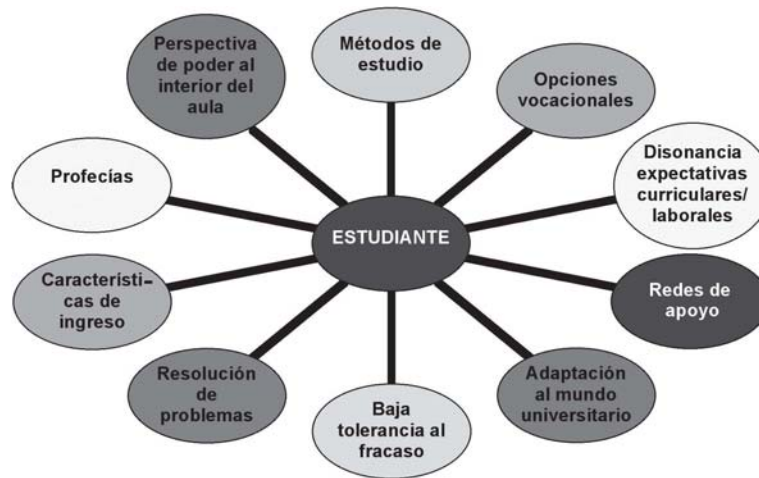 Métodos de
estudio
Opciones
vocacionales
Disonancia
expectativas
curriculares/
laborales
Redes de
apoyo
Adaptación
al mundo
universitario
Baja
tolerancia al
fracaso
Resolución
de
problemas
Característi-
cas de
ingreso
Profecías
Perspectiva
de poder al
interior del
aula
ESTUDIANTE